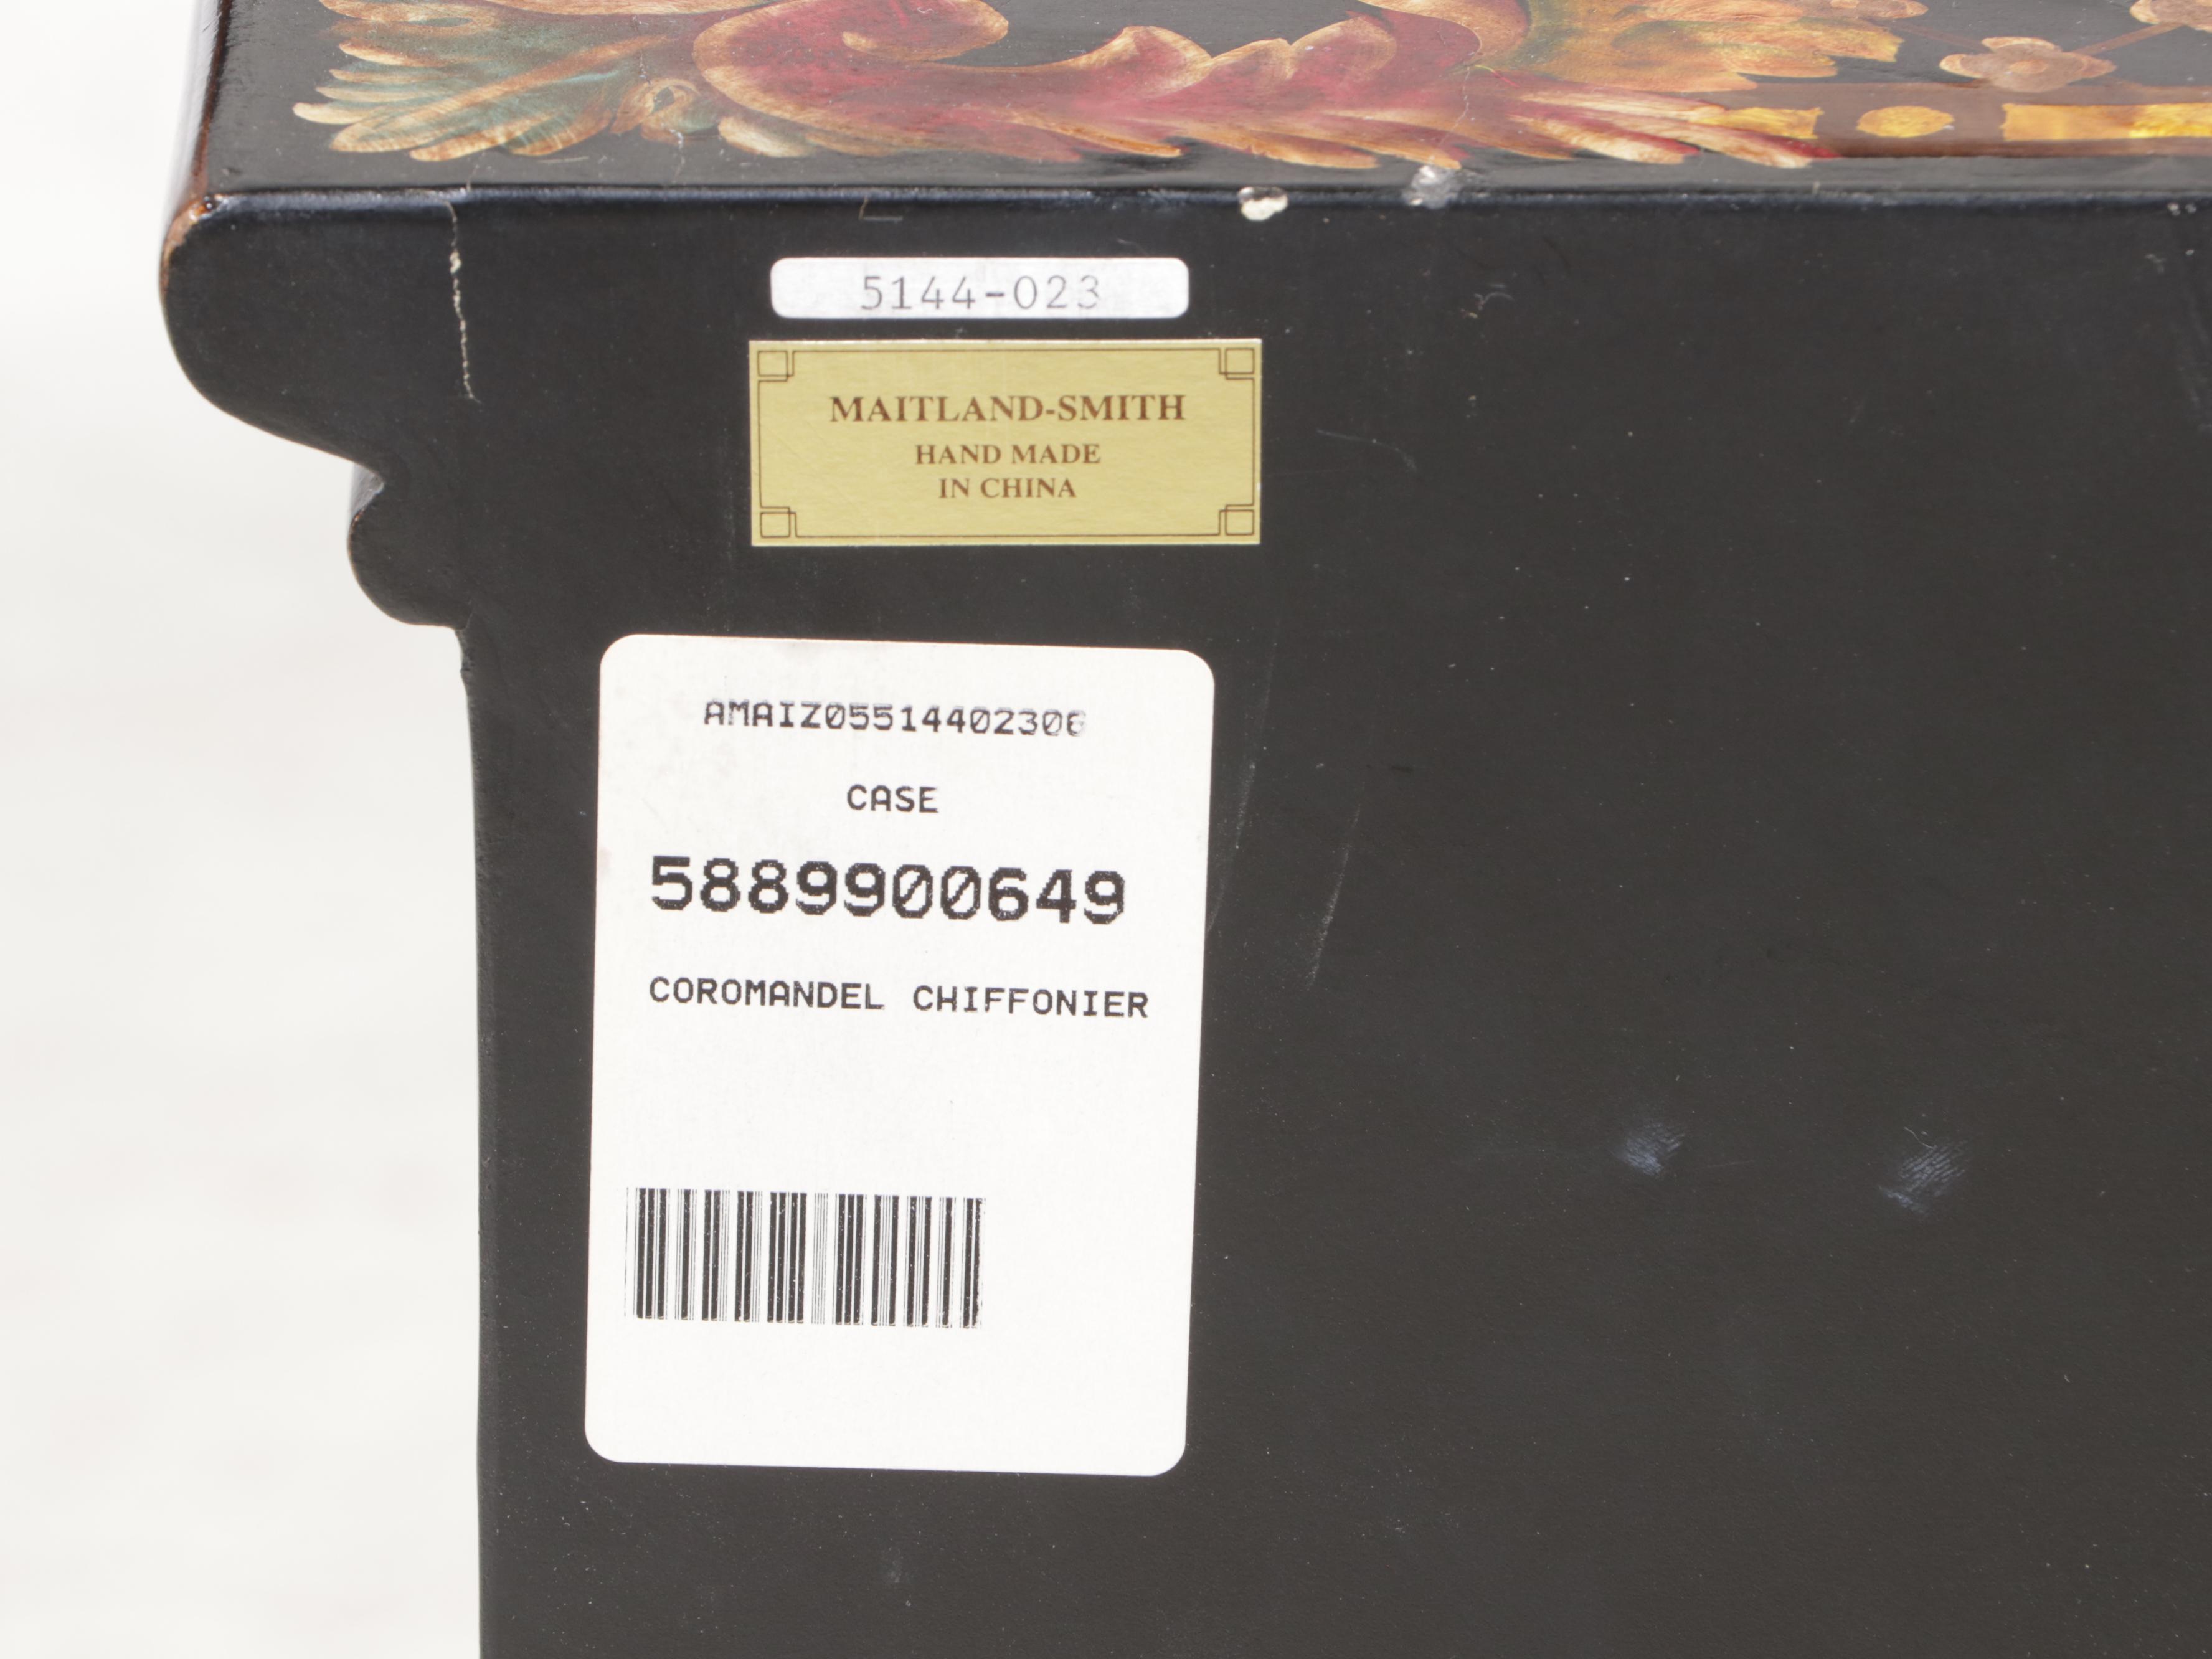 5144-023
MAITLAND-SMITH
HAND MADE
IN CHINA
AMAIZ05514402306
CASE
5889900649
COROMANDEL CHIFFONIER